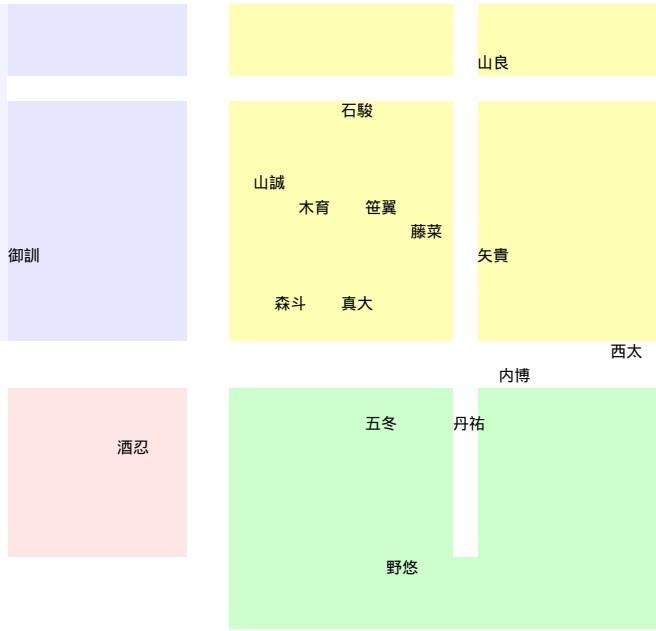 山良
石駿
山誠
木育 笹翼
藤菜
御訓 矢貴
森斗 真大
西太
内博
五冬 丹祐
酒忍
野悠